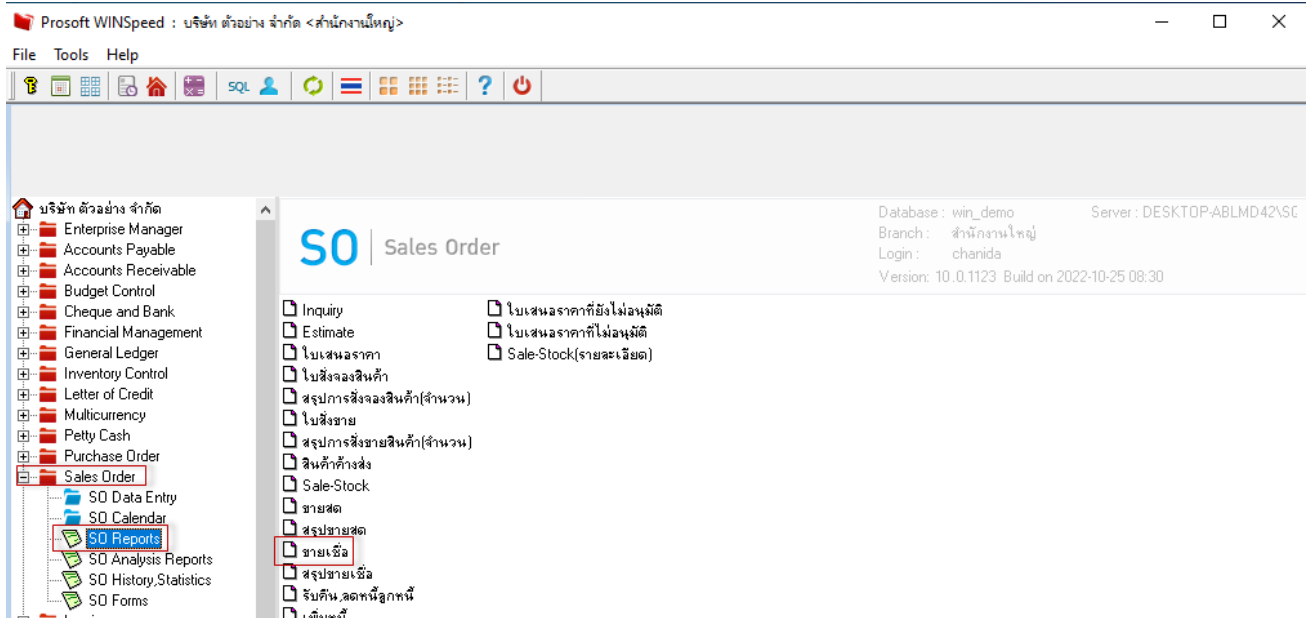 Prosoft WINSpeed : บริษัท ตัวอย่าง จำกัด <สำนักงานใหญ่>
File Tools Help
SQL
บริษัท ตัวอย่าง จำกัด
Enterprise Manager
Accounts Payable
Accounts Receivable
Budget Control
Cheque and Bank
Financial Management
General Ledger
Inventory Control
Letter of Credit
Multicurrency
Petty Cash
Purchase Order
Sales Order
SO Data Entry
SO Calendar
SO Reports
SO Analysis Reports
SO History,Statistics
SO Forms
SO Sales Order
Database : win_demo Server : DESKTOP-ABLMD42\SQ
Branch : สำนักงานใหญ่
Login : chanida
Version: 10.0.1123 Build on 2022-10-25 08:30
Inquiry
Estimate
ใบเสนอราคา
ใบสั่งจองสินค้า
สรุปการสั่งจองสินค้า(จำนวน)
ใบสั่งขาย
สรุปการสั่งขายสินค้า(จำนวน)
สินค้าค้างส่ง
Sale-Stock
ขายสด
สรุปขายสด
ขายเชื่อ
สรุปขายเชื่อ
รับคืน,ลดหนี้ลูกหนี้
เพิ่มหนี้
ใบเสนอราคาที่ยังไม่อนุมัติ
ใบเสนอราคาที่ไม่อนุมัติ
Sale-Stock(รายละเอียด)